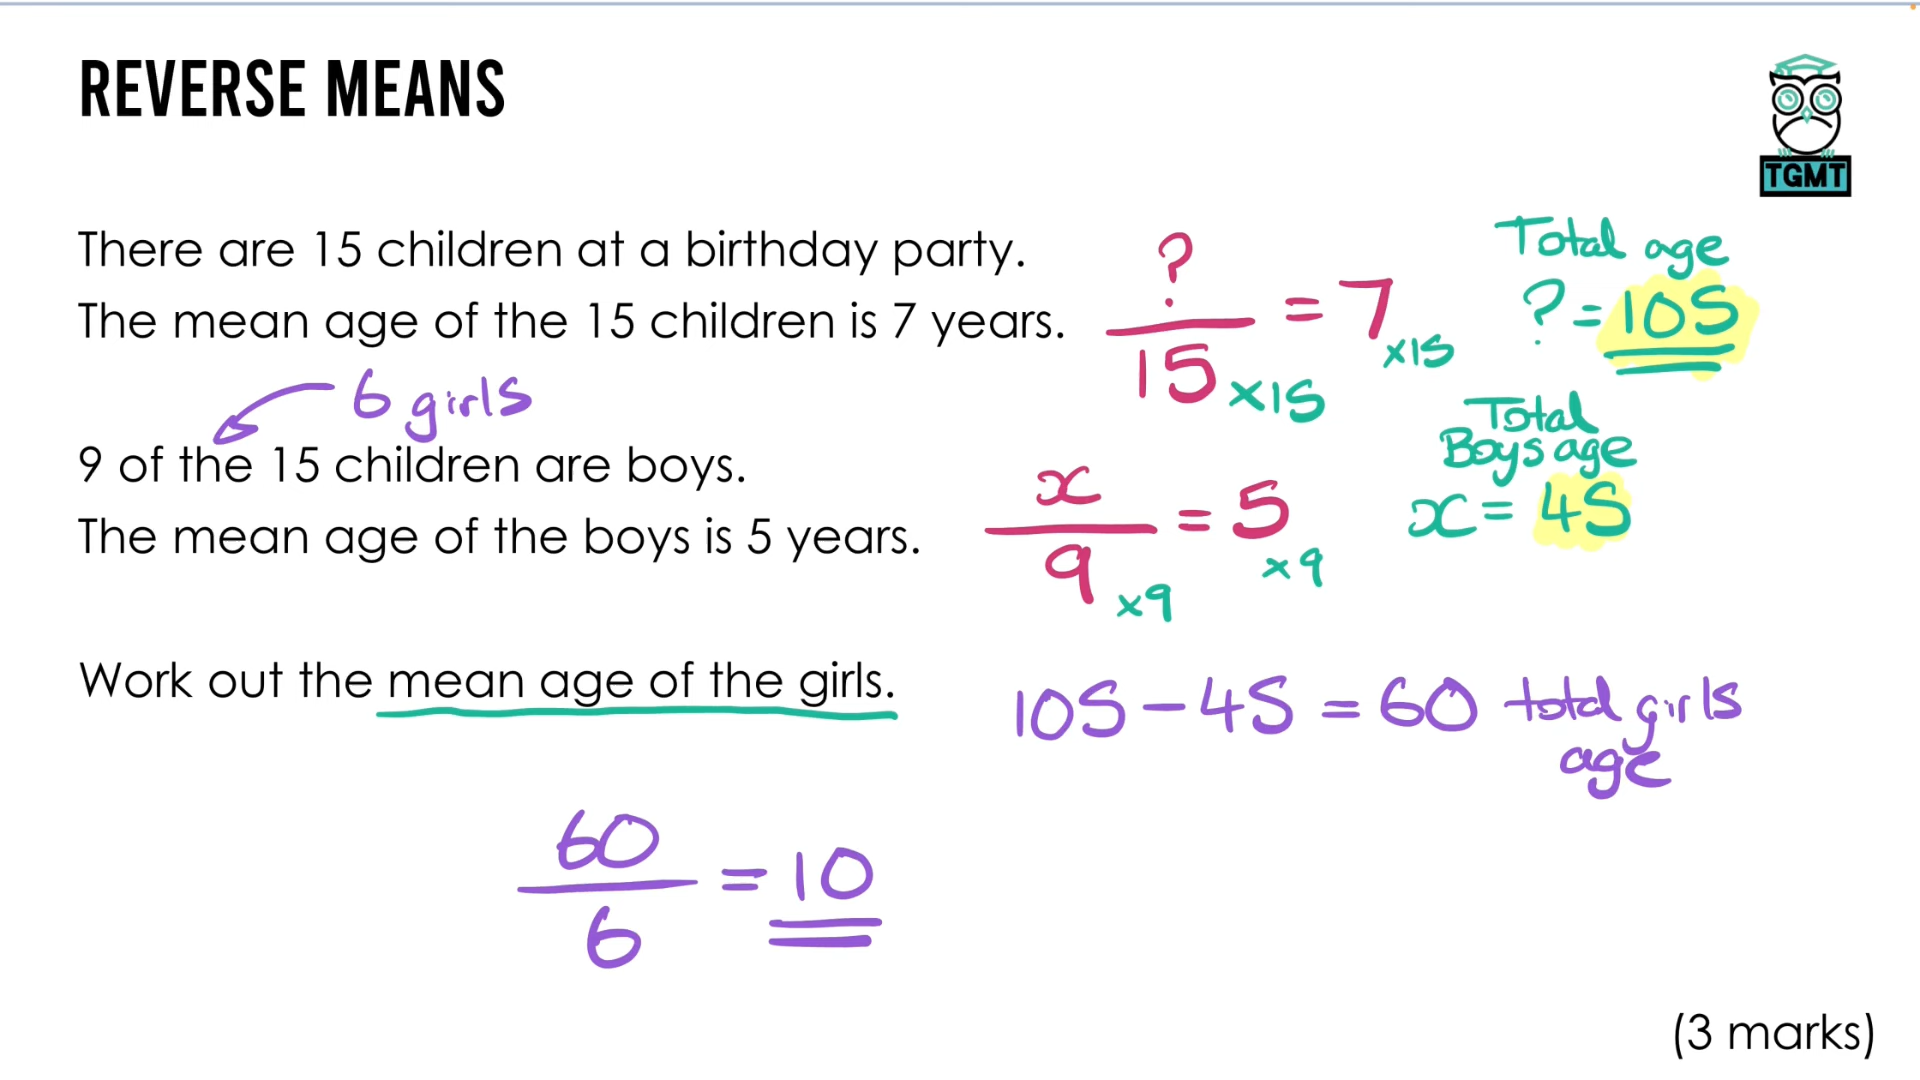 REVERSE MEANS
TGMT
There are 15 children at a birthday party.
The mean age of the 15 children is 7 years.
6 girls
9 of the 15 children are boys.
The mean age of the boys is 5 years.
Work out the mean age of the girls.
?
15 ×15
= 7 ×15
Total age
? = 105
x
9 ×9
= 5 ×9
Total
Boys age
x = 45
105 - 45 = 60 total girls
age
60
6
= 10
(3 marks)